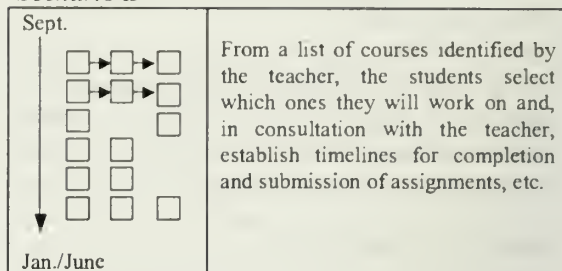 Sept.
From a list of courses identified by
the teacher, the students select
which ones they will work on and,
in consultation with the teacher,
establish timelines for completion
and submission of assignments, etc.
Jan./June